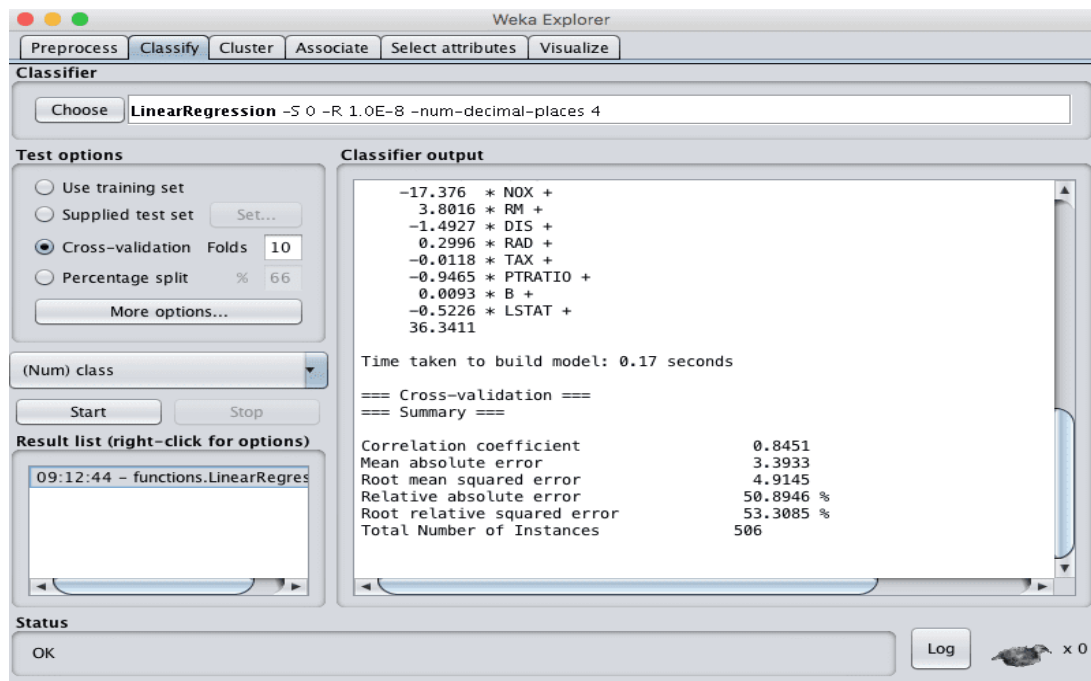 Weka Explorer
Preprocess Classify Cluster Associate Select attributes Visualize
Classifier
Choose LinearRegression -S 0 -R 1.0E-8 -num-decimal-places 4
Test options
Use training set
Supplied test set Set...
Cross-validation Folds 10
Percentage split % 66
More options...
(Num) class
Start Stop
Result list (right-click for options)
09:12:44 - functions.LinearRegres
Classifier output
-17.376 * NOX +
3.8016 * RM +
-1.4927 * DIS +
0.2996 * RAD +
-0.0118 * TAX +
-0.9465 * PTRATIO +
0.0093 * B +
-0.5226 * LSTAT +
36.3411
Time taken to build model: 0.17 seconds
=== Cross-validation ===
=== Summary ===
Correlation coefficient 0.8451
Mean absolute error 3.3933
Root mean squared error 4.9145
Relative absolute error 50.8946 %
Root relative squared error 53.3085 %
Total Number of Instances 506
Status
OK
Log x 0